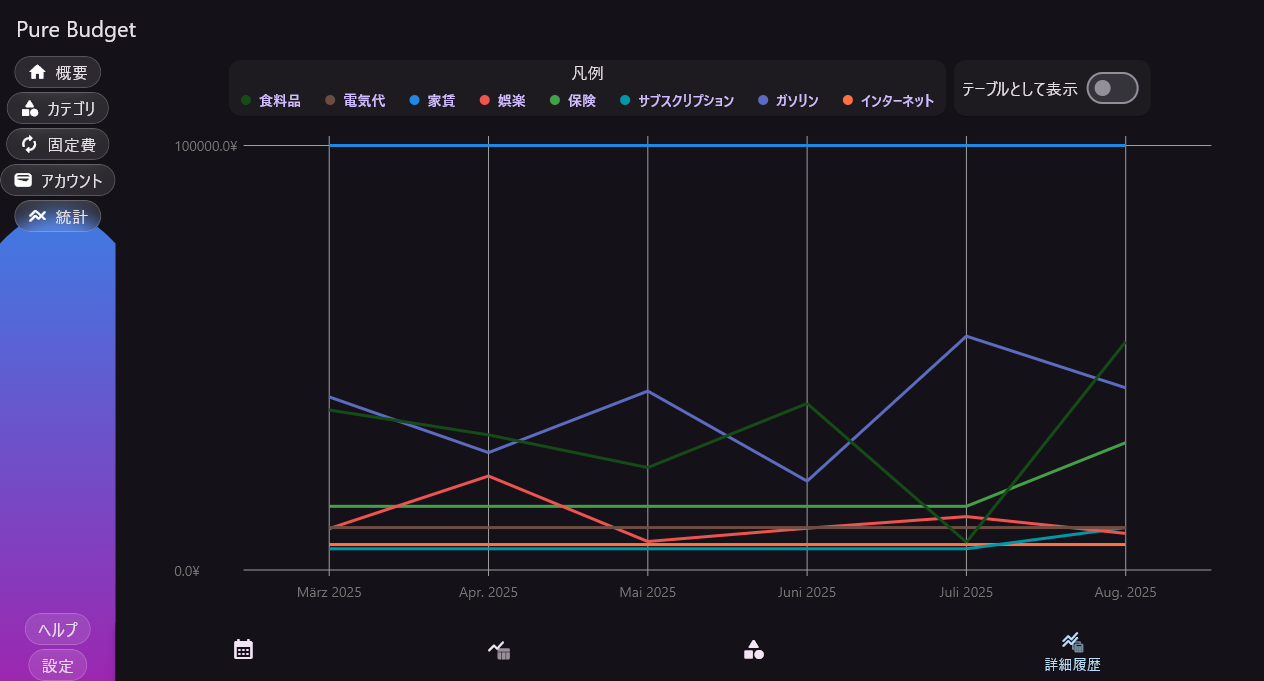 Pure Budget
概要
カテゴリ
固定費
アカウント
統計
凡例
食料品 電気代 家賃 娯楽 保険 サブスクリプション ガソリン インターネット
テーブルとして表示
100000.0¥
0.0¥
März 2025 Apr. 2025 Mai 2025 Juni 2025 Juli 2025 Aug. 2025
ヘルプ
設定
詳細履歴